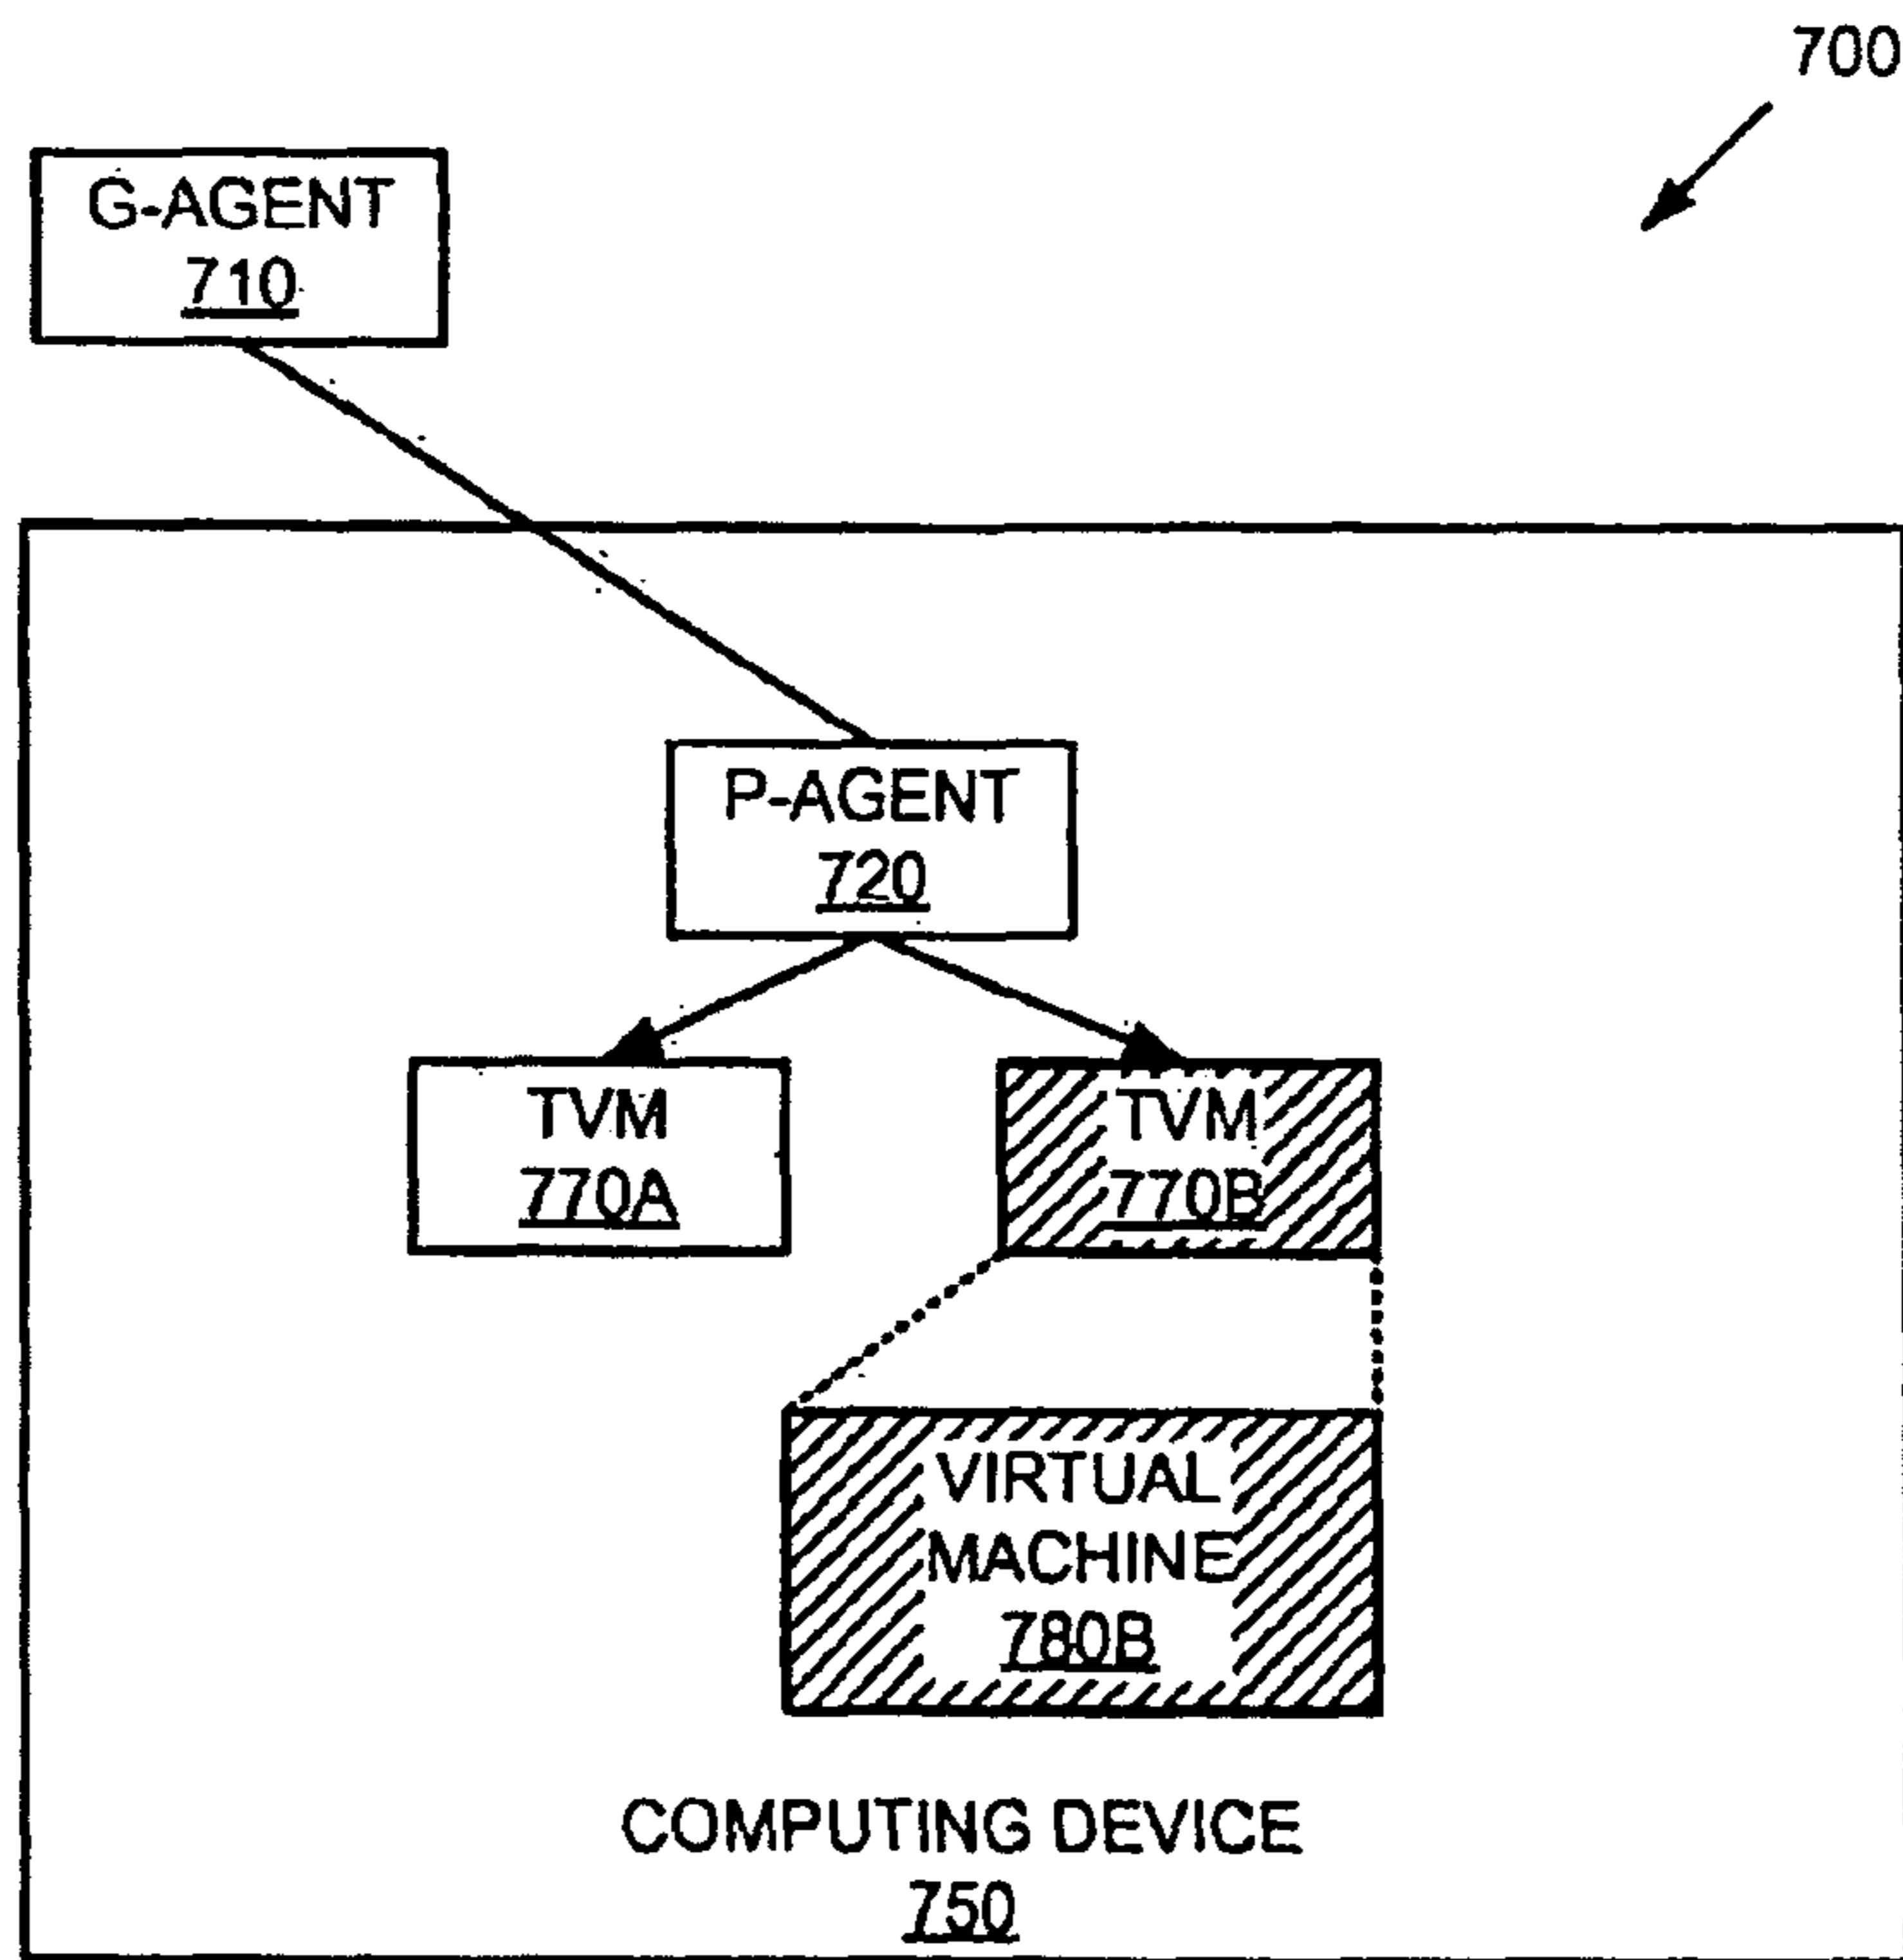 700
G-AGENT
710
P-AGENT
720
TVM
770A
TVM
770B
VIRTUAL
MACHINE
780B
COMPUTING DEVICE
750